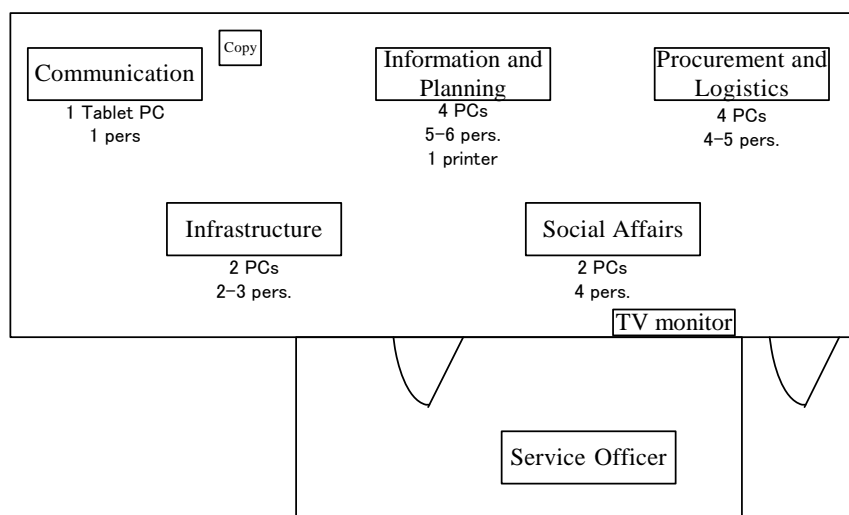 Copy
Communication
1 Tablet PC
1 pers
Information and
Planning
4 PCs
5-6 pers.
1 printer
Procurement and
Logistics
4 PCs
4-5 pers.
Infrastructure
2 PCs
2-3 pers.
Social Affairs
2 PCs
4 pers.
TV monitor
Service Officer